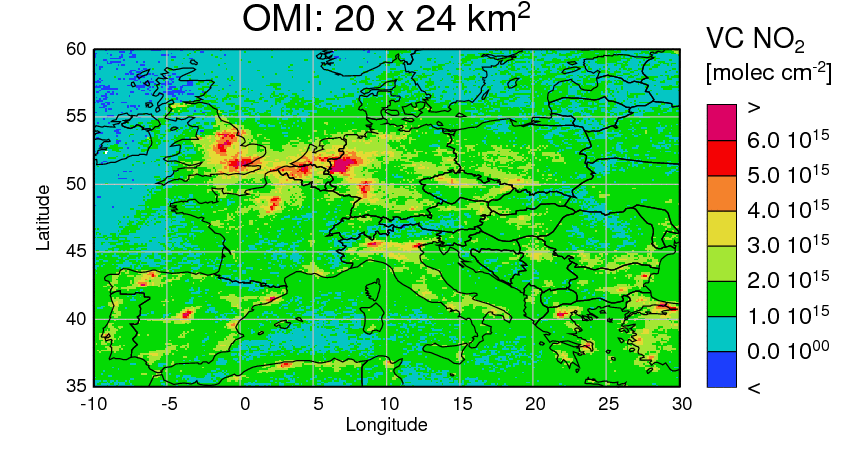 OMI: 20 x 24 km²
VC NO₂
[molec cm⁻²]
>
6.0 10¹⁵
5.0 10¹⁵
4.0 10¹⁵
3.0 10¹⁵
2.0 10¹⁵
1.0 10¹⁵
0.0 10⁰⁰
<
Latitude
60
55
50
45
40
35
-10 -5 0 5 10 15 20 25 30
Longitude